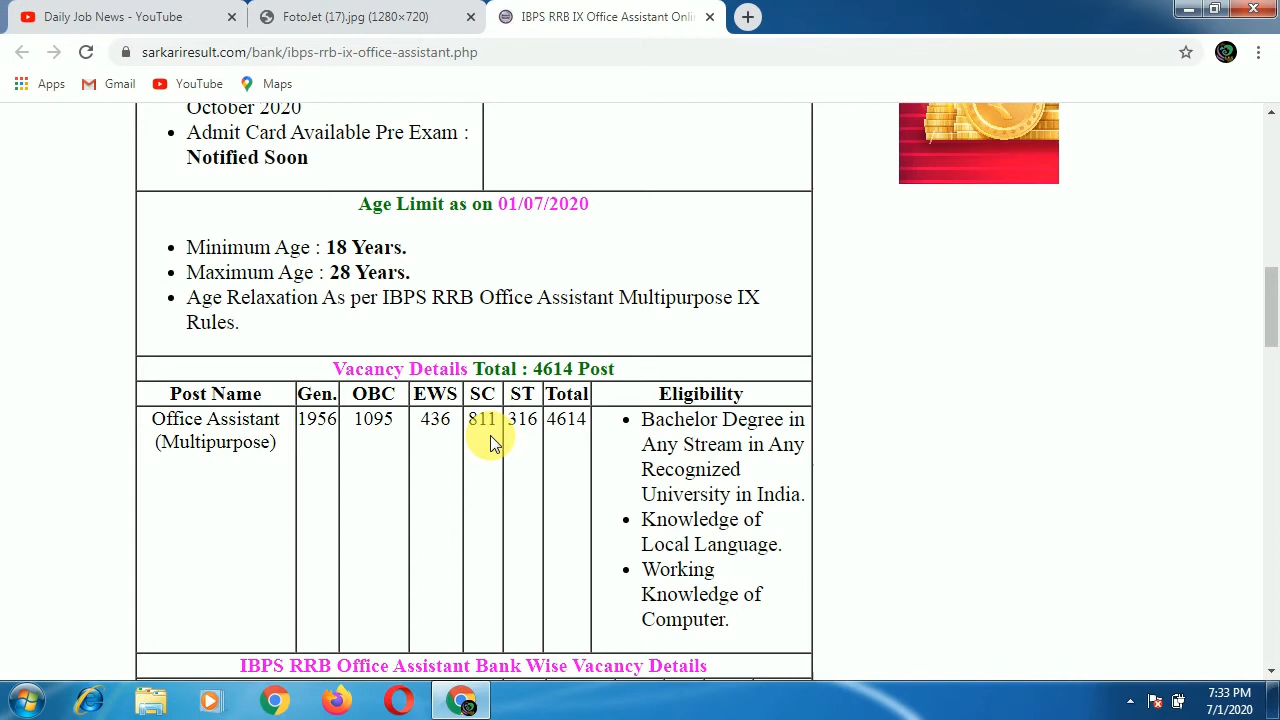 Daily Job News - YouTube
FotoJet (17).jpg (1280×720)
IBPS RRB IX Office Assistant Onli
sarkariresult.com/bank/ibps-rrb-ix-office-assistant.php
Apps
Gmail
YouTube
Maps
October 2020
Admit Card Available Pre Exam :
Notified Soon
Age Limit as on 01/07/2020
Minimum Age : 18 Years.
Maximum Age : 28 Years.
Age Relaxation As per IBPS RRB Office Assistant Multipurpose IX
Rules.
Vacancy Details Total : 4614 Post
Post Name Gen. OBC EWS SC ST Total Eligibility
Office Assistant 1956 1095 436 811 316 4614
(Multipurpose)
Bachelor Degree in
Any Stream in Any
Recognized
University in India.
Knowledge of
Local Language.
Working
Knowledge of
Computer.
IBPS RRB Office Assistant Bank Wise Vacancy Details
7:33 PM
7/1/2020